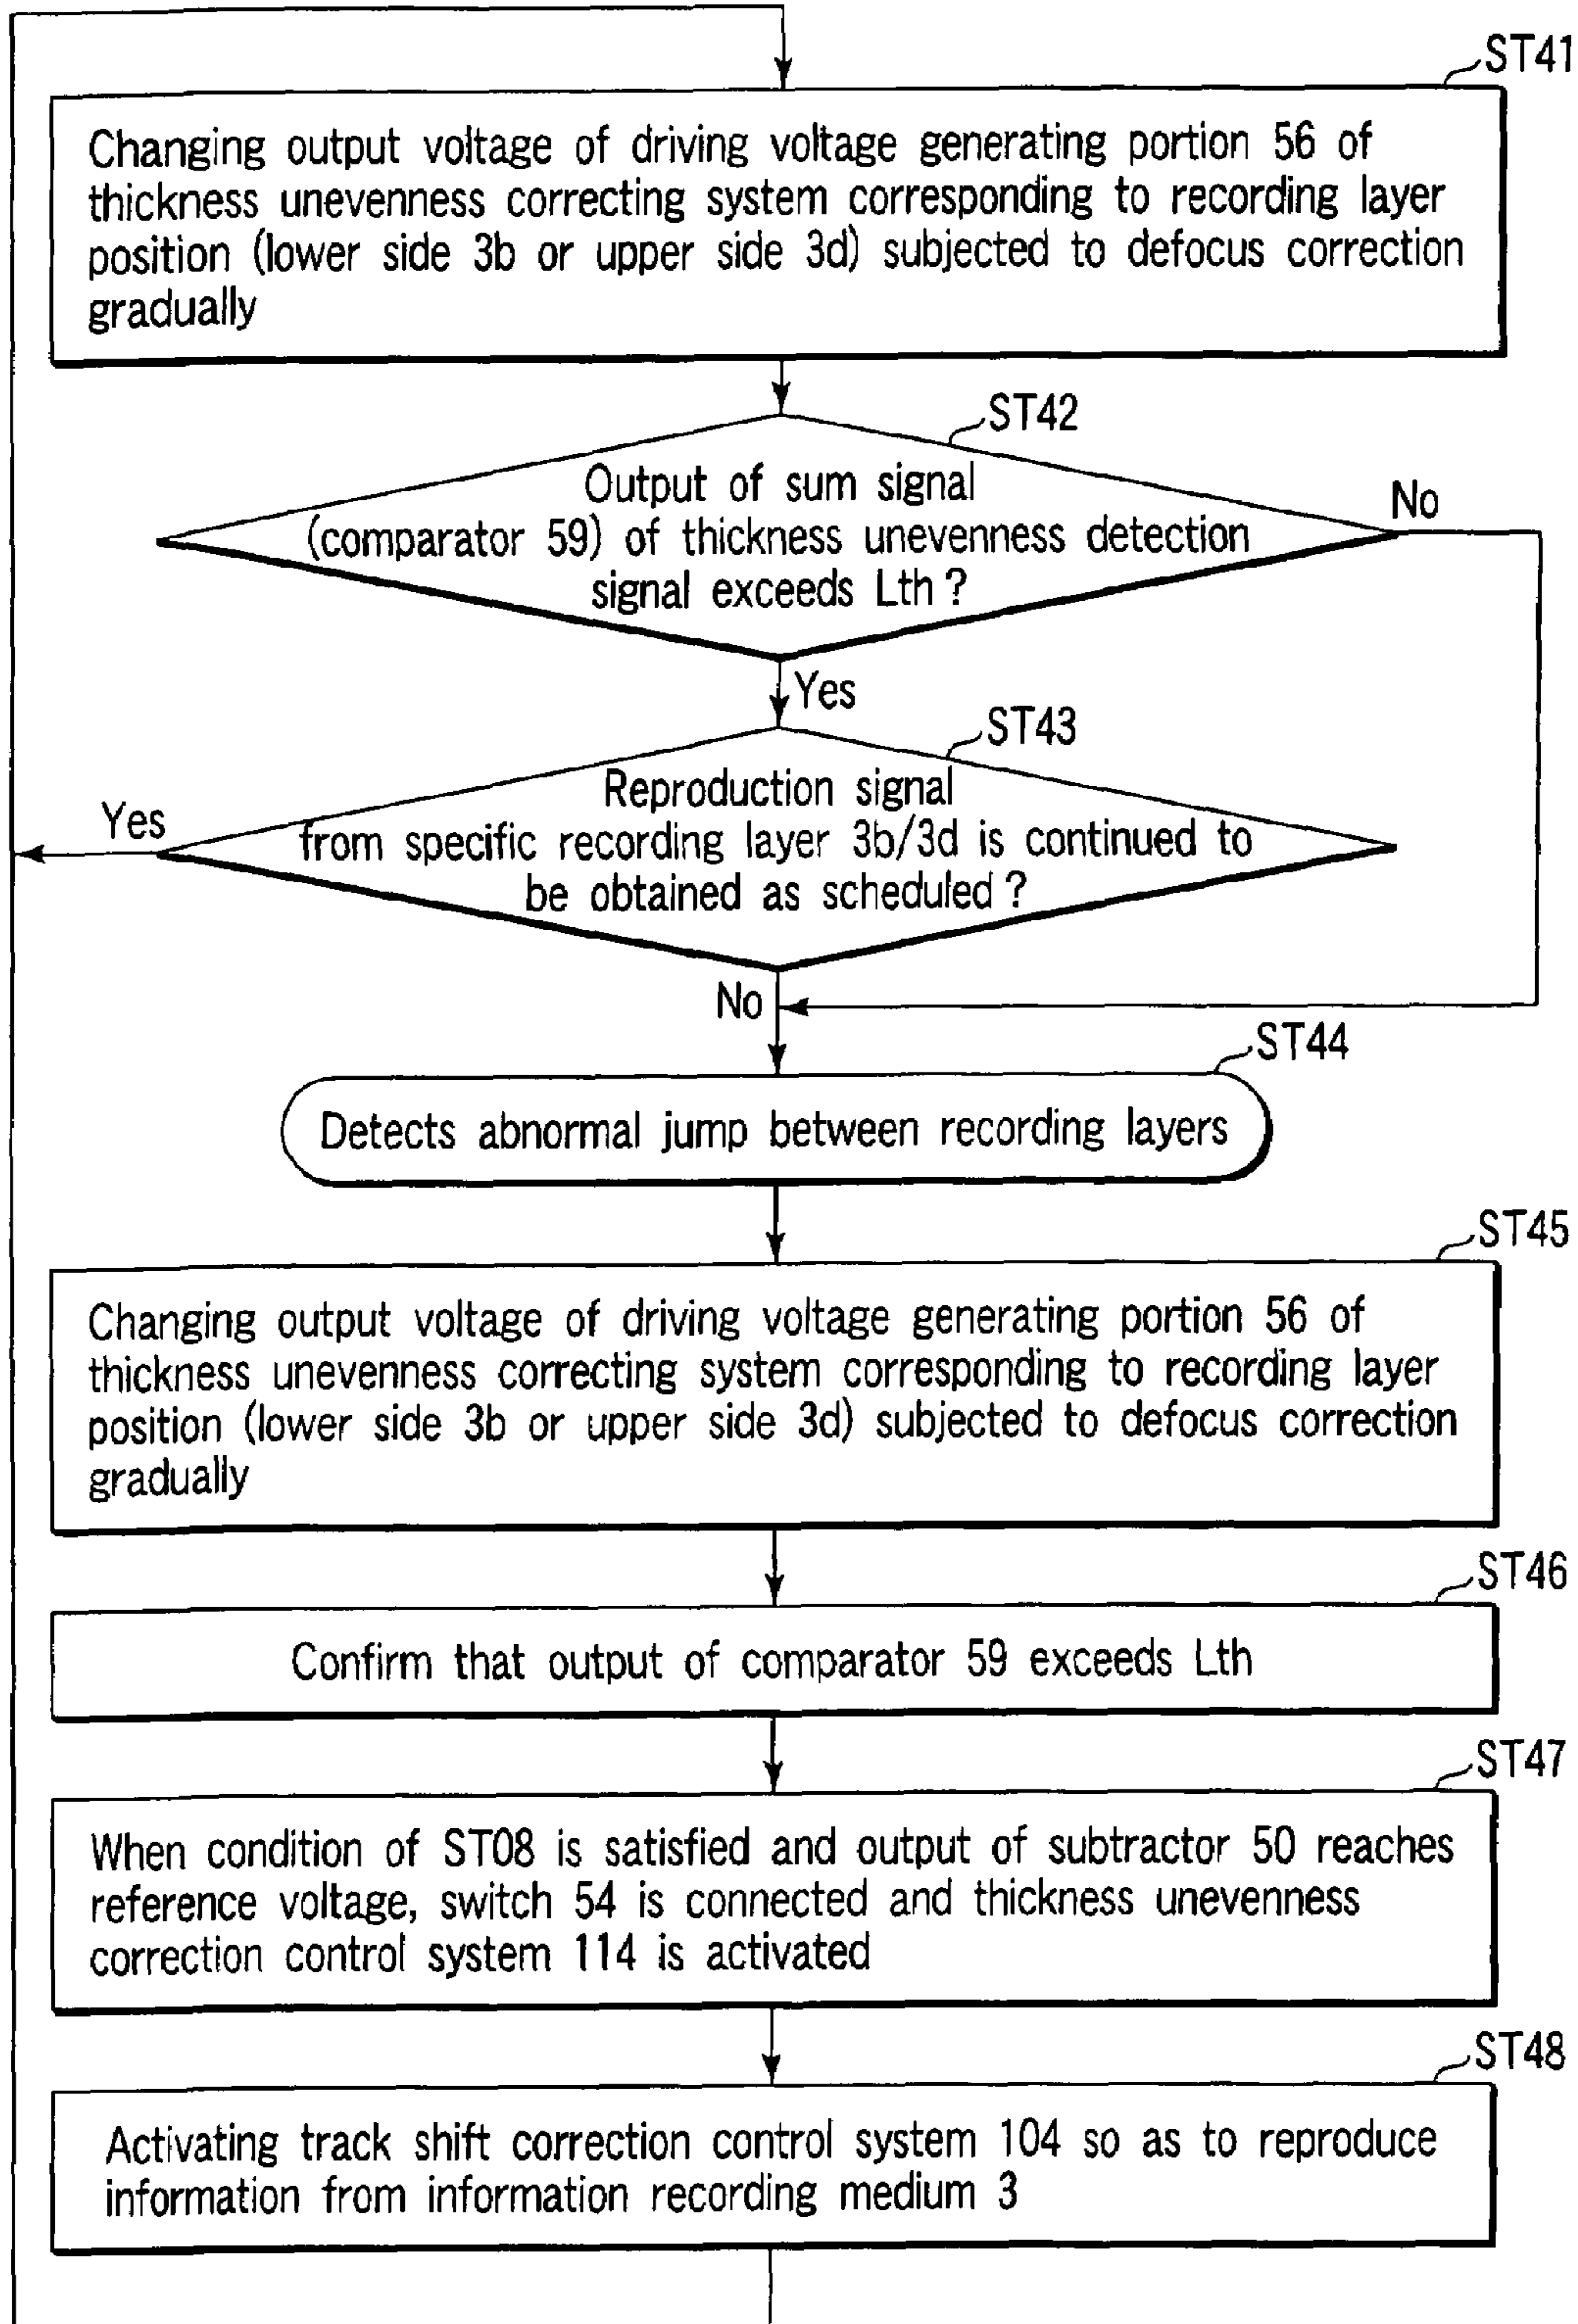 ST41
Changing output voltage of driving voltage generating portion 56 of
thickness unevenness correcting system corresponding to recording layer
position (lower side 3b or upper side 3d) subjected to defocus correction
gradually
ST42
Output of sum signal
(comparator 59) of thickness unevenness detection
signal exceeds Lth ?
No
Yes
ST43
Reproduction signal
from specific recording layer 3b/3d is continued to
be obtained as scheduled ?
Yes
No
ST44
Detects abnormal jump between recording layers
ST45
Changing output voltage of driving voltage generating portion 56 of
thickness unevenness correcting system corresponding to recording layer
position (lower side 3b or upper side 3d) subjected to defocus correction
gradually
ST46
Confirm that output of comparator 59 exceeds Lth
ST47
When condition of ST08 is satisfied and output of subtractor 50 reaches
reference voltage, switch 54 is connected and thickness unevenness
correction control system 114 is activated
ST48
Activating track shift correction control system 104 so as to reproduce
information from information recording medium 3